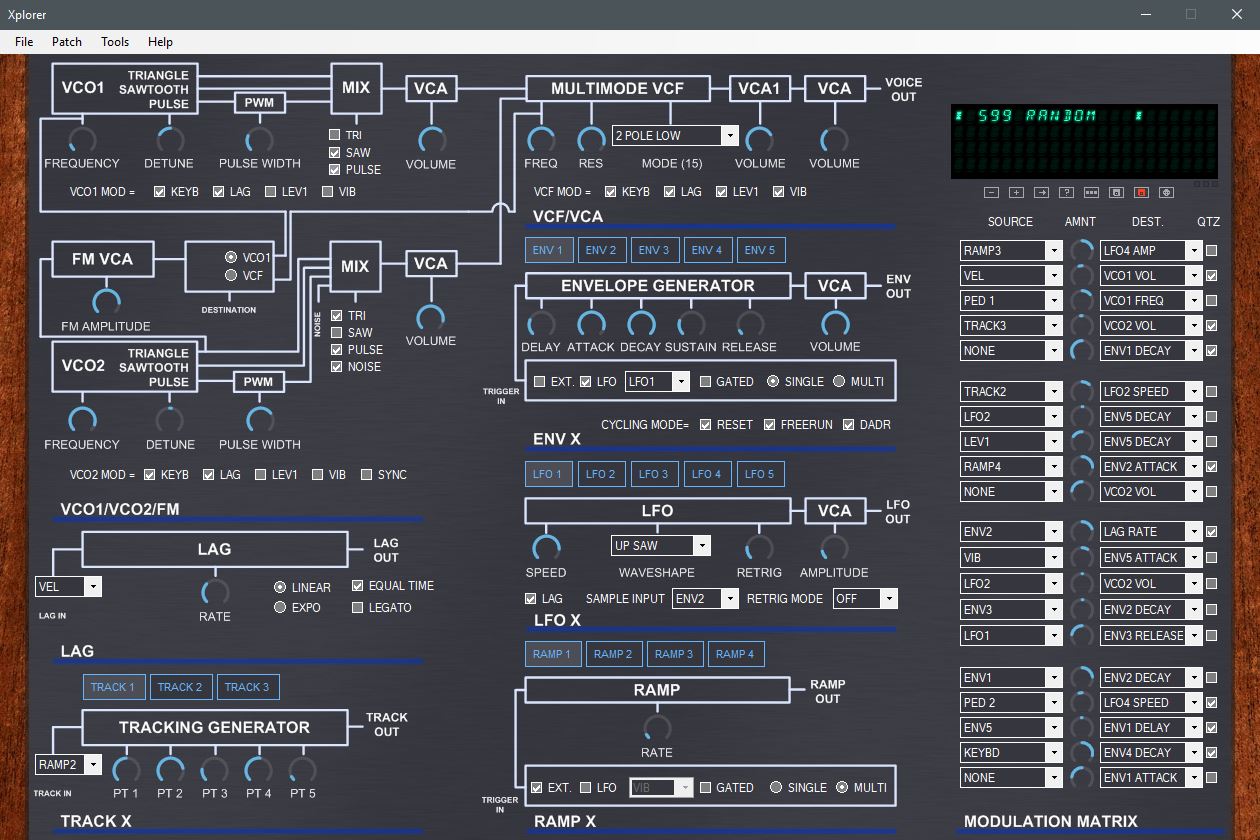 Xplorer
File Patch Tools Help
VCO1
TRIANGLE
SAWTOOTH
PULSE
PWM
MIX
VCA
FREQUENCY
DETUNE
PULSE WIDTH
TRI
SAW
PULSE
VOLUME
VCO1 MOD = KEYB LAG LEV1 VIB
FM VCA
VCO1
VCF
DESTINATION
FM AMPLITUDE
MIX
VCA
NOISE
TRI
SAW
PULSE
NOISE
VOLUME
VCO2
TRIANGLE
SAWTOOTH
PULSE
PWM
FREQUENCY
DETUNE
PULSE WIDTH
VCO2 MOD = KEYB LAG LEV1 VIB SYNC
VCO1/VCO2/FM
LAG
LAG
OUT
VEL
LAG IN
RATE
LINEAR
EXPO
EQUAL TIME
LEGATO
LAG
TRACK 1 TRACK 2 TRACK 3
TRACKING GENERATOR
TRACK
OUT
RAMP2
TRACK IN
PT 1 PT 2 PT 3 PT 4 PT 5
TRACK X
MULTIMODE VCF
VCA1
VCA
VOICE
OUT
2 POLE LOW
FREQ RES MODE (15) VOLUME VOLUME
VCF MOD = KEYB LAG LEV1 VIB
VCF/VCA
ENV 1 ENV 2 ENV 3 ENV 4 ENV 5
ENVELOPE GENERATOR
VCA
ENV
OUT
DELAY ATTACK DECAY SUSTAIN RELEASE VOLUME
TRIGGER
IN
EXT. LFO LFO1 GATED SINGLE MULTI
CYCLING MODE= RESET FREERUN DADR
ENV X
LFO 1 LFO 2 LFO 3 LFO 4 LFO 5
LFO
VCA
LFO
OUT
UP SAW
SPEED WAVESHAPE RETRIG AMPLITUDE
LAG SAMPLE INPUT ENV2 RETRIG MODE OFF
LFO X
RAMP 1 RAMP 2 RAMP 3 RAMP 4
RAMP
RAMP
OUT
RATE
TRIGGER
IN
EXT. LFO VIB GATED SINGLE MULTI
RAMP X
* 599 RANDOM *
SOURCE AMNT DEST. QTZ
RAMP3 LFO4 AMP
VEL VCO1 VOL
PED 1 VCO1 FREQ
TRACK3 VCO2 VOL
NONE ENV1 DECAY
TRACK2 LFO2 SPEED
LFO2 ENV5 DECAY
LEV1 ENV5 DECAY
RAMP4 ENV2 ATTACK
NONE VCO2 VOL
ENV2 LAG RATE
VIB ENV5 ATTACK
LFO2 VCO2 VOL
ENV3 ENV2 DECAY
LFO1 ENV3 RELEASE
ENV1 ENV2 DECAY
PED 2 LFO4 SPEED
ENV5 ENV1 DELAY
KEYBD ENV4 DECAY
NONE ENV1 ATTACK
MODULATION MATRIX